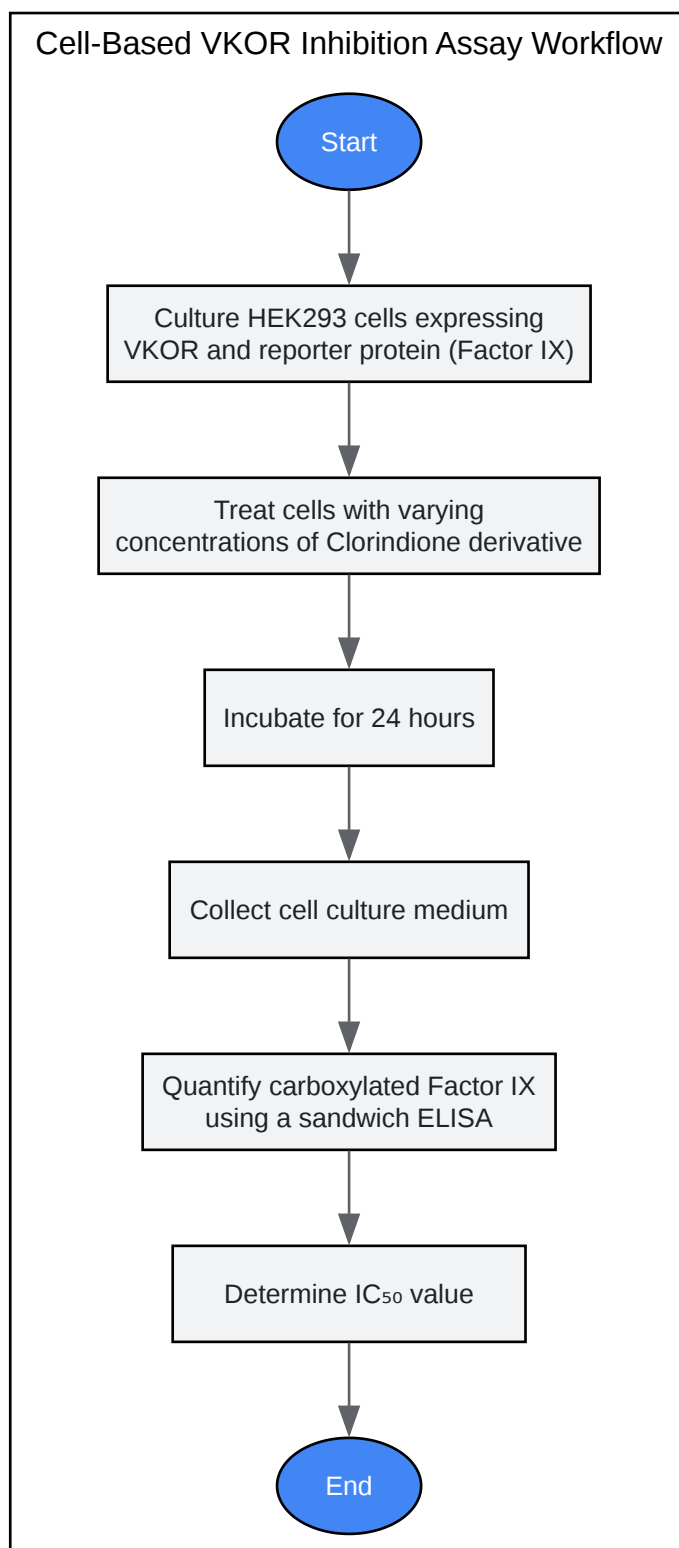 Cell-Based VKOR Inhibition Assay Workflow
Start
Culture HEK293 cells expressing
VKOR and reporter protein (Factor IX)
Treat cells with varying
concentrations of Clorindione derivative
Incubate for 24 hours
Collect cell culture medium
Quantify carboxylated Factor IX
using a sandwich ELISA
Determine IC₅₀ value
End